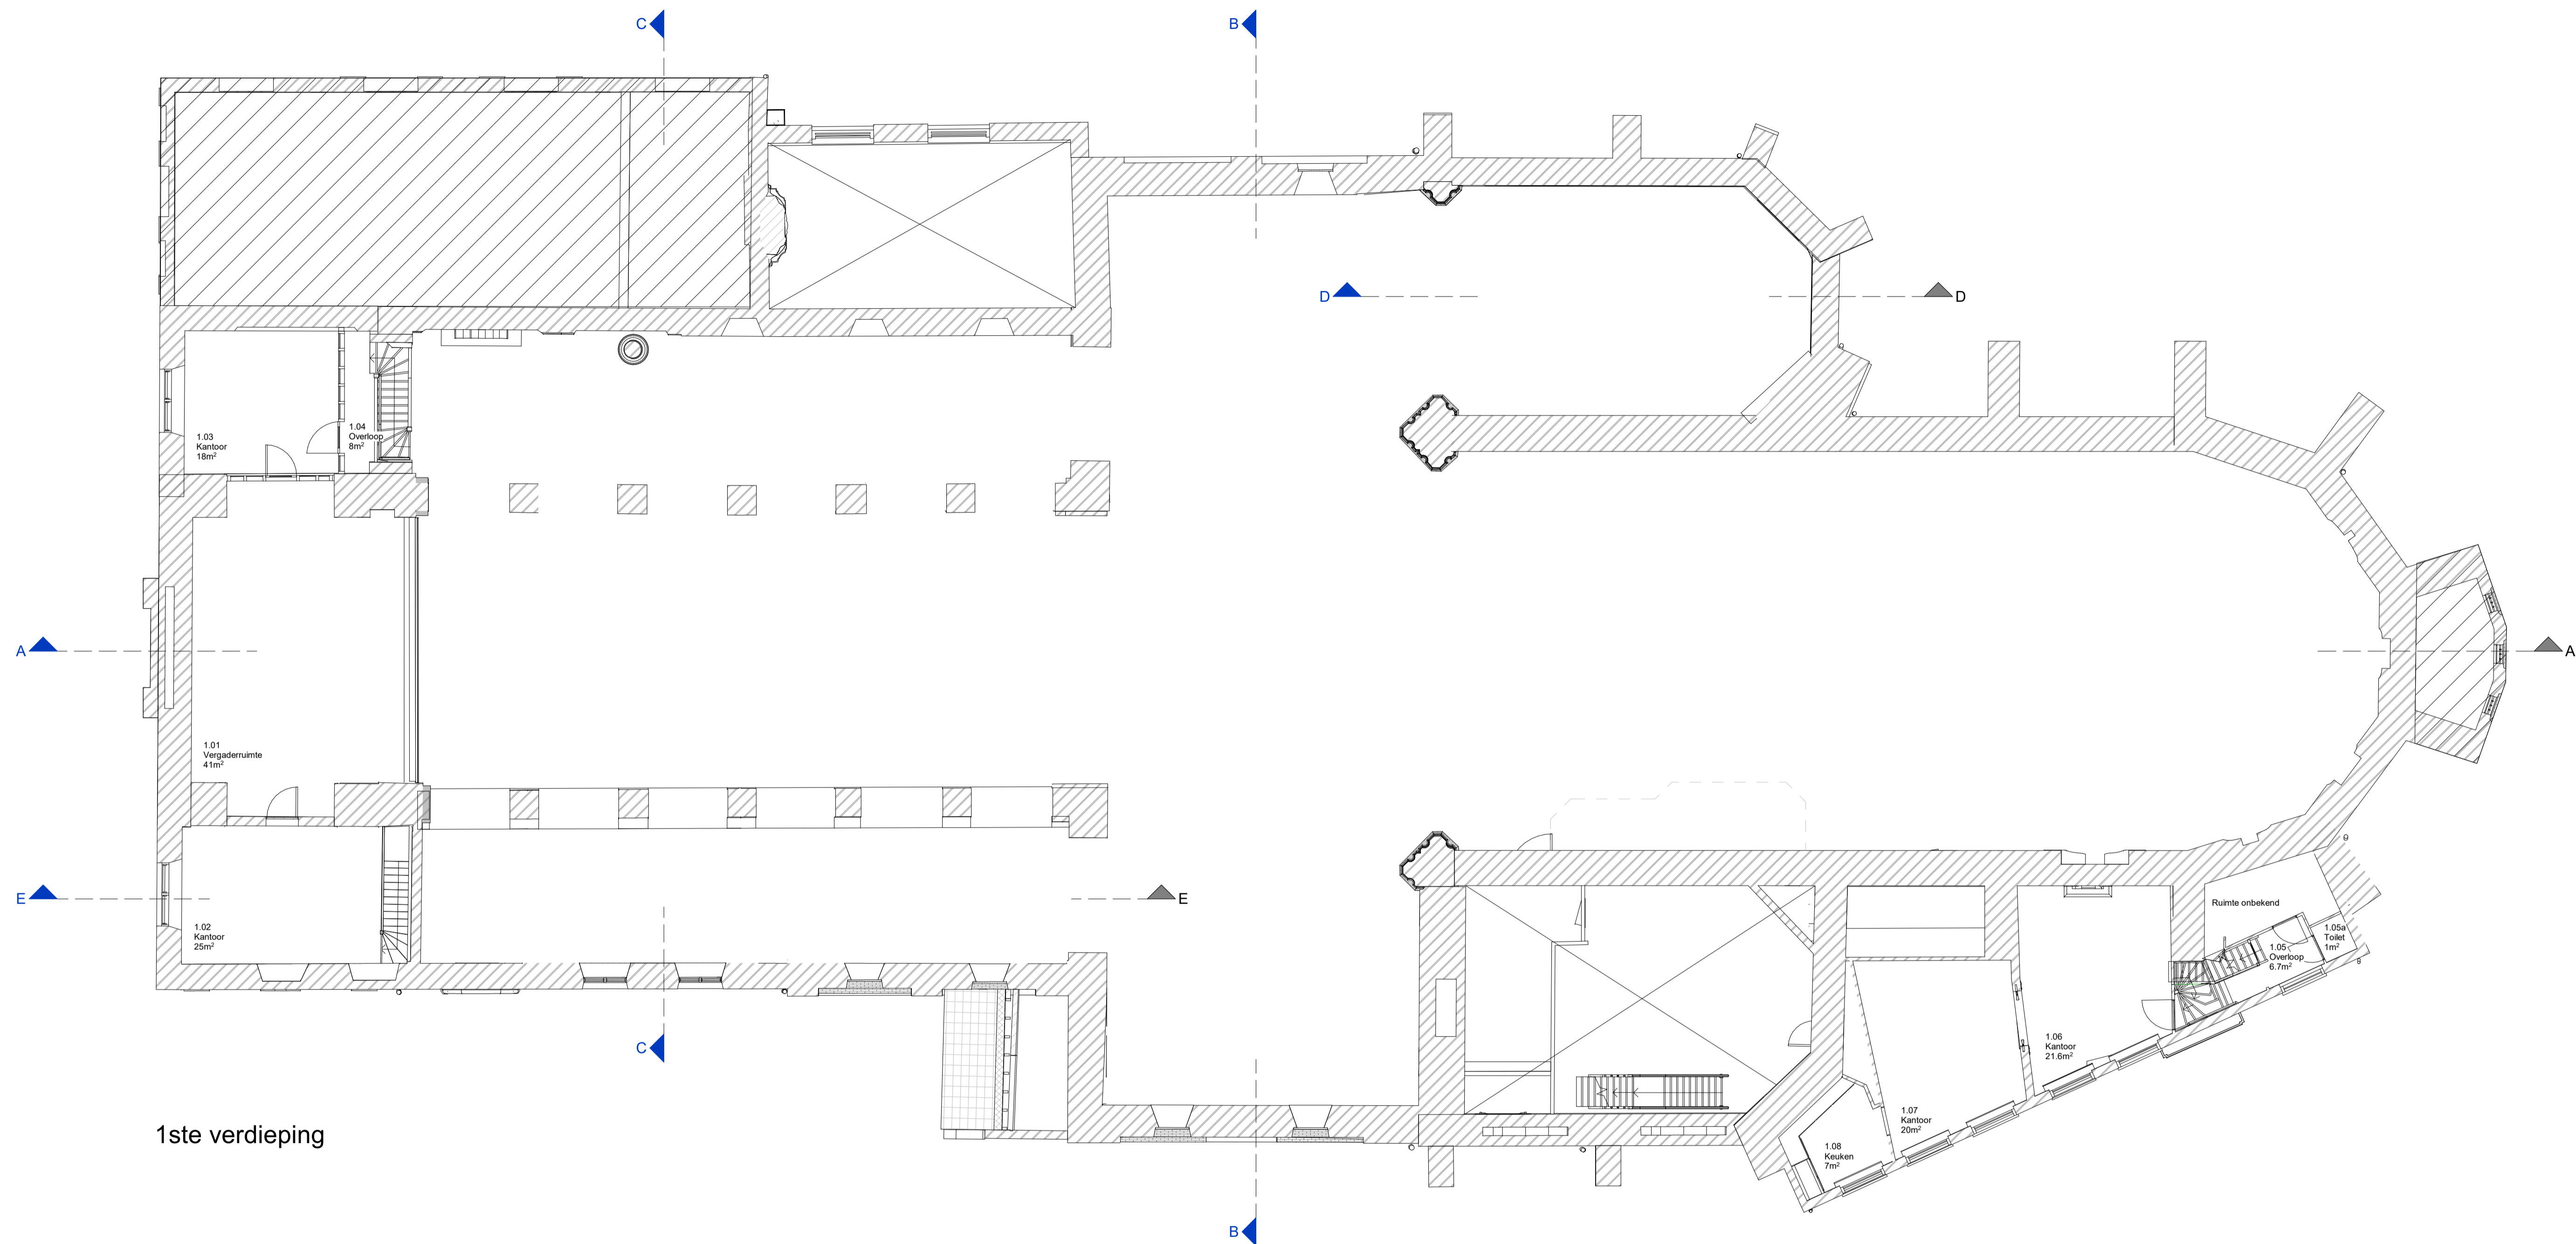 C
B
D
D
1.03
Kantoor
18m²
1.04
Overloop
8m²
A
A
1.01
Vergaderruimte
41m²
E
E
1.02
Kantoor
25m²
Ruimte onbekend
1.05a
Toilet
1m²
1.05
Overloop
6.7m²
C
1.06
Kantoor
21.6m²
1.07
Kantoor
20m²
1.08
Keuken
7m²
1ste verdieping
B